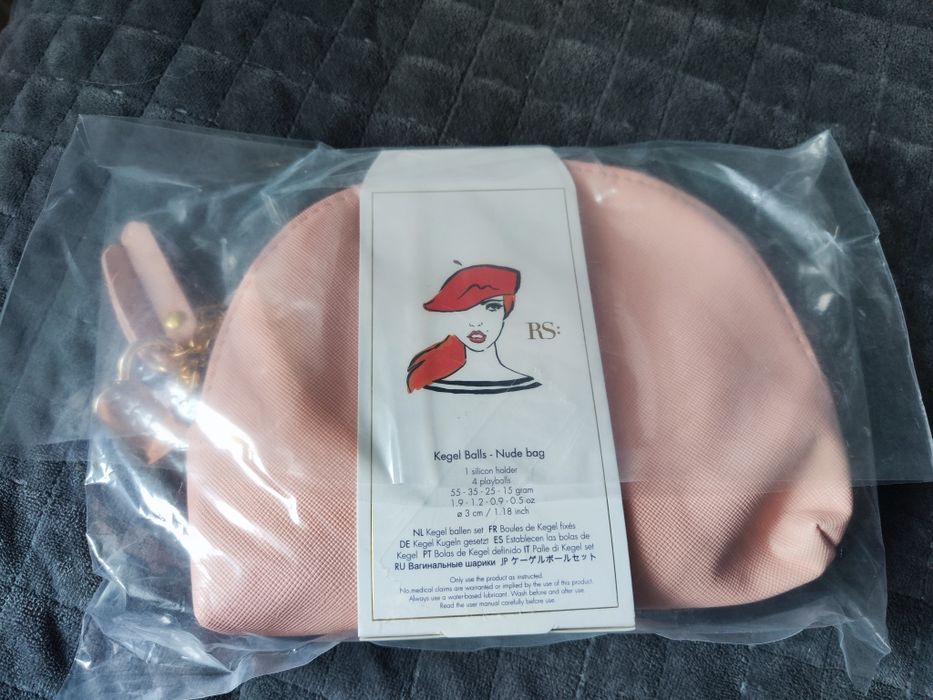 RS:
Kegel Balls - Nude bag
1 silicon holder
4 playballs
55 - 35 - 25 - 15 gram
1.9 - 1.2 - 0.9 - 0.5 oz
ø 3 cm / 1.18 inch
NL Kegel ballen set FR Boules de Kegel fixés
DE Kegel Kugeln gesetzt ES Establecen las bolas de
Kegel PT Bolas de Kegel definido IT Palle di Kegel set
RU Вагинальные шарики JP ケーゲルボールセット
Only use the product as instructed.
No medical claims are warranted or implied by the use of this product.
Always use a water-based lubricant. Wash before and after use.
Read the user manual carefully before use.